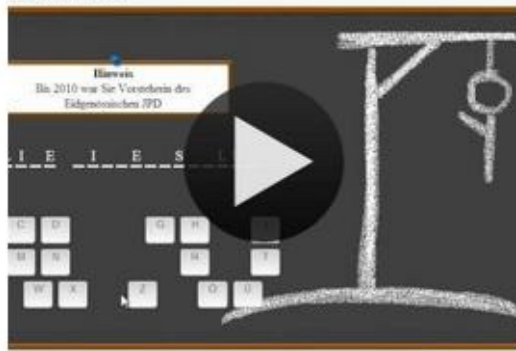 Hinweis
Bis 2010 war Sie Vorsteherin des
Eidgenössischen JPD
I E I E S L
C D G H
M N T
W X Z Ö Ü